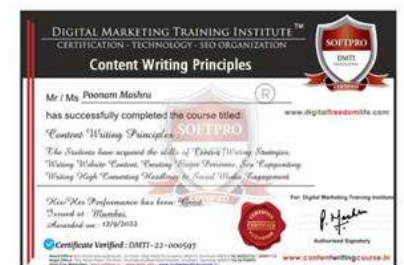 DIGITAL MARKETING TRAINING INSTITUTE™
CERTIFICATION - TECHNOLOGY - SEO ORGANIZATION
SOFTPRO
DMTI
Content Writing Principles
Mr / Ms Poonam Mashru
®
has successfully completed the course titled:
www.digitalfreedomlife.com
SOFTPRO
Content Writing Principles
The Students have acquired the skills of Content Writing Strategies,
Writing Website Content, Creating Buyer Personas, Seo Copywriting,
Writing High Converting Headlines & Social Media Engagement
His/Her Performance has been Good
For: Digital Marketing Training Institute
Issued at Mumbai
Awarded on : 12/9/2022
CERTIFIED
Authorised Signatory
Certificate Verified : DMTI-22-000597
www.contentwritingcourse.in